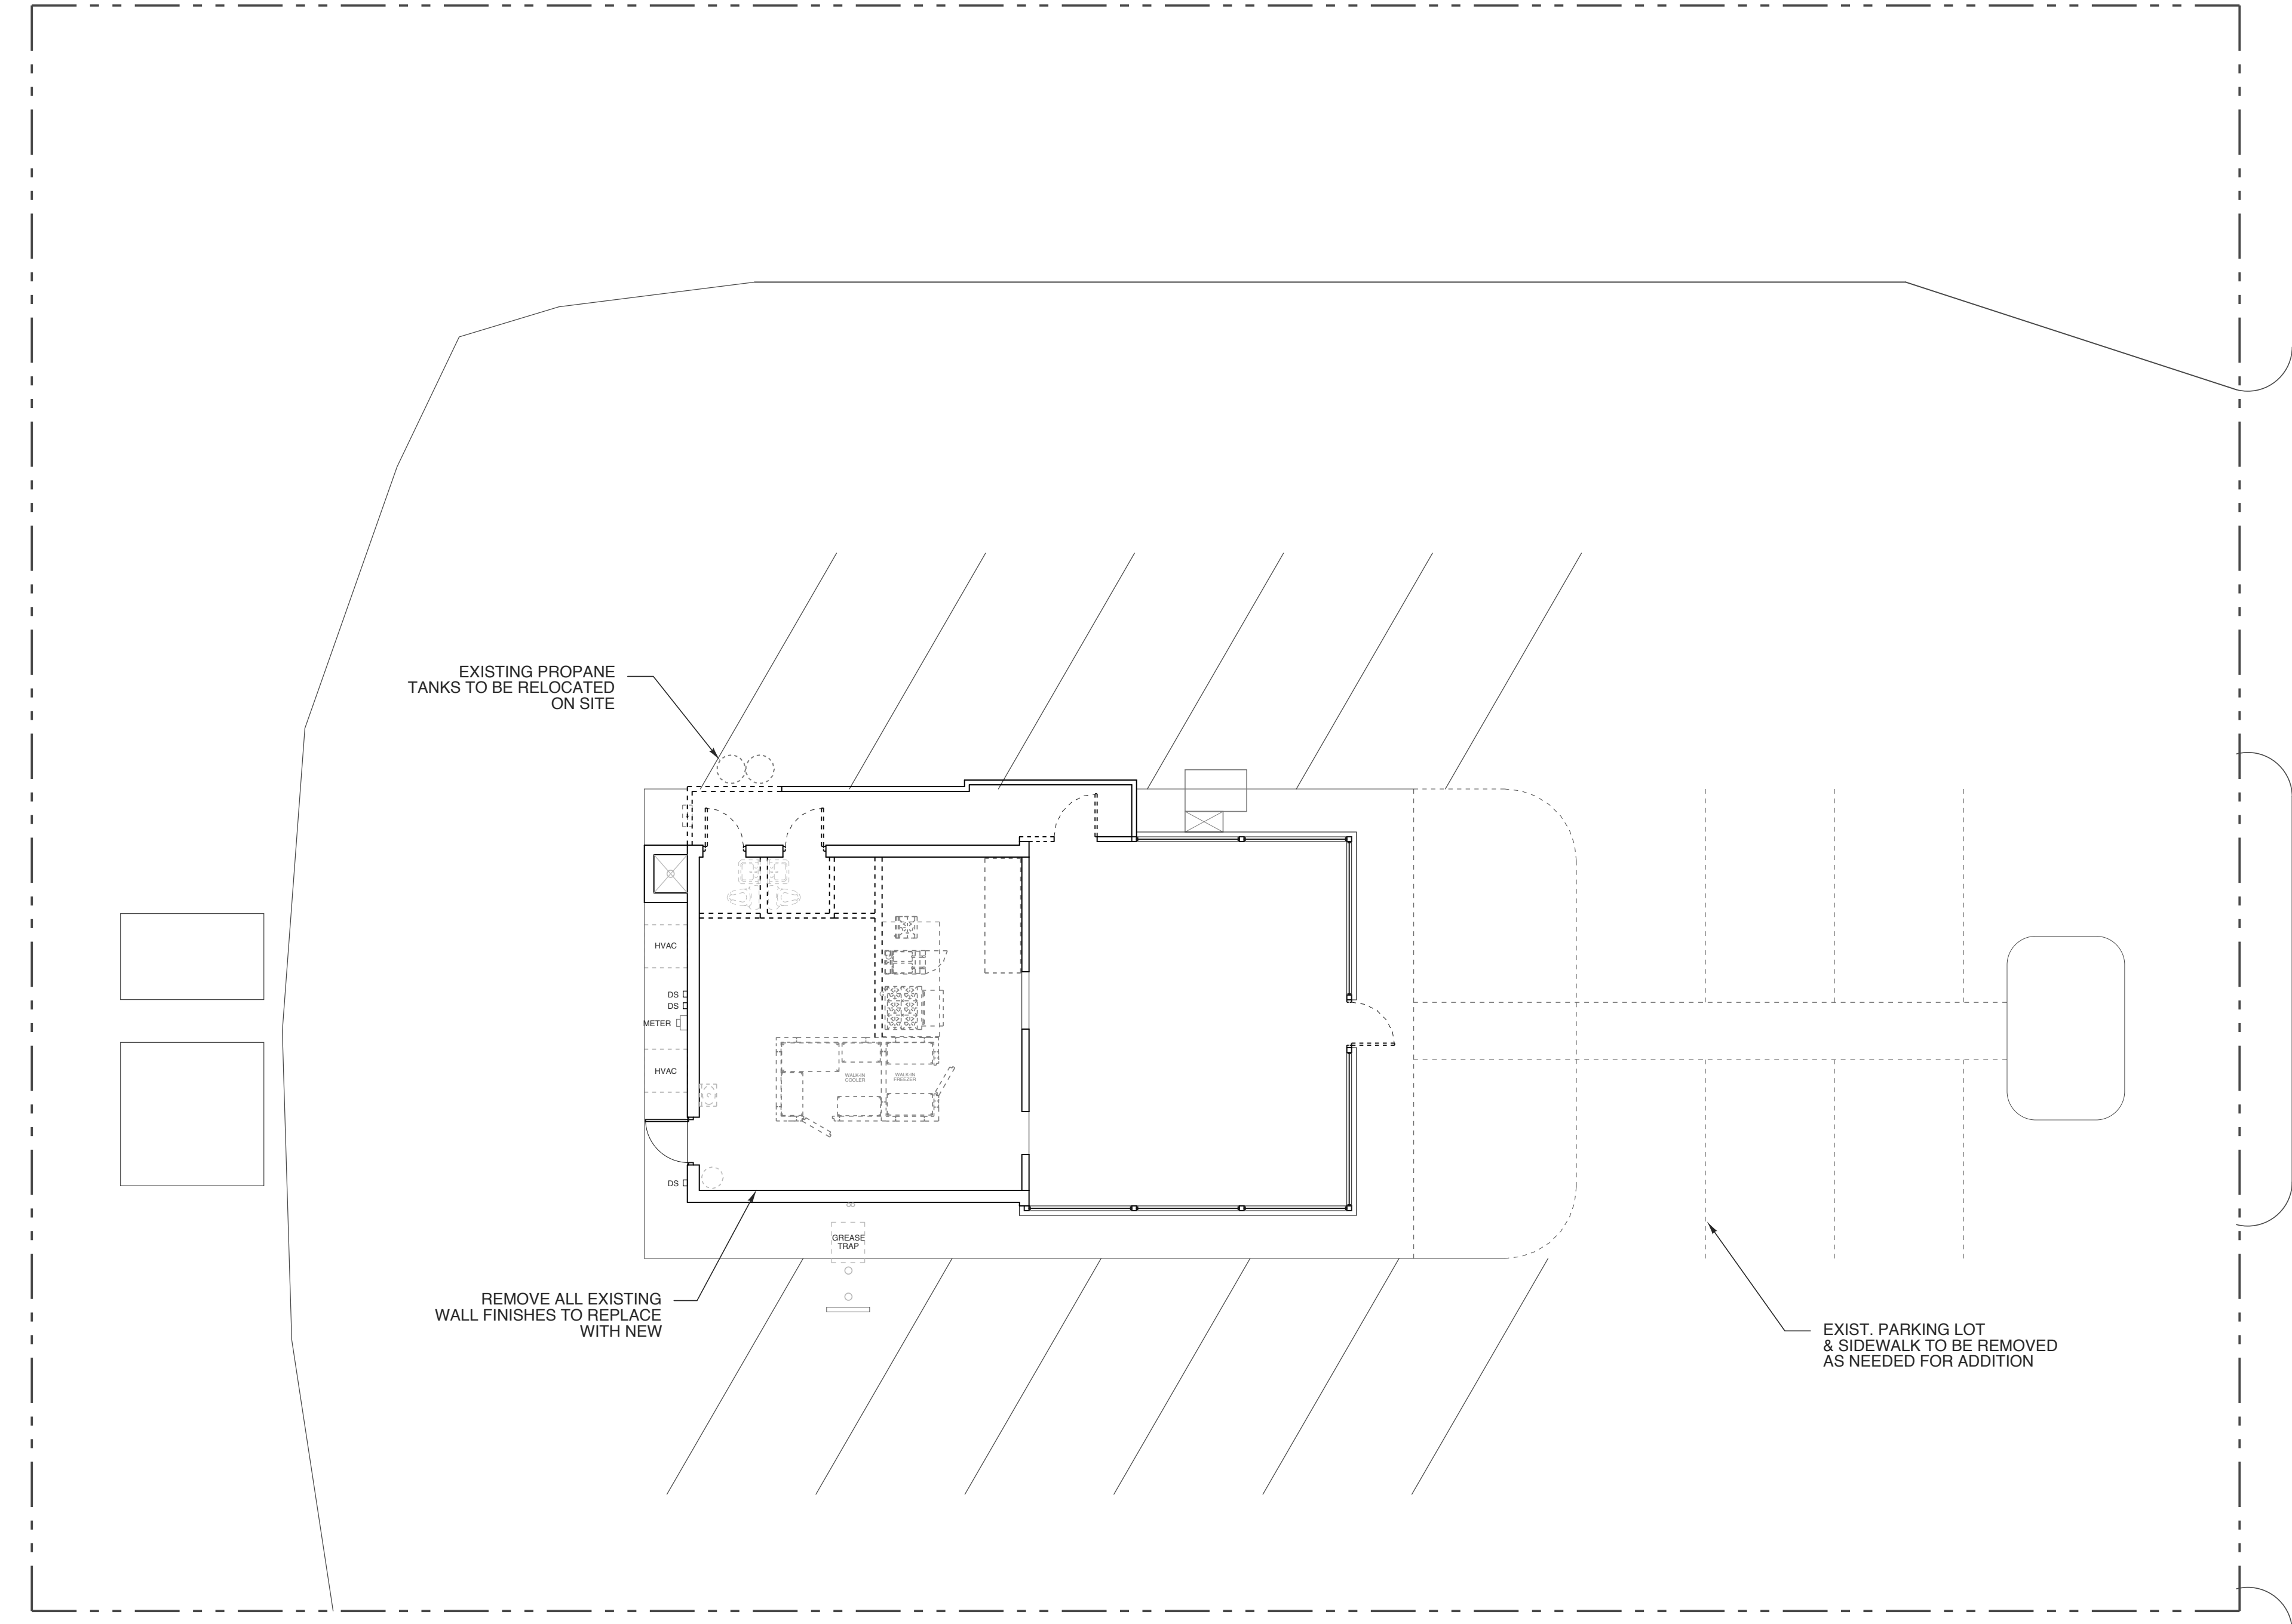 EXISTING PROPANE
TANKS TO BE RELOCATED
ON SITE
HVAC
DS
DS
METER
HVAC
WALK-IN
COOLER
WALK-IN
FREEZER
DS
GREASE
TRAP
REMOVE ALL EXISTING
WALL FINISHES TO REPLACE
WITH NEW
EXIST. PARKING LOT
& SIDEWALK TO BE REMOVED
AS NEEDED FOR ADDITION